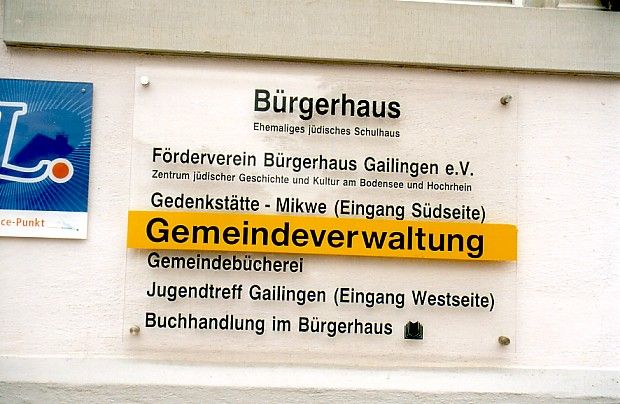 Bürgerhaus
Ehemaliges jüdisches Schulhaus
Förderverein Bürgerhaus Gailingen e.V.
Zentrum jüdischer Geschichte und Kultur am Bodensee und Hochrhein
Gedenkstätte - Mikwe (Eingang Südseite)
Gemeindeverwaltung
Gemeindebücherei
Jugendtreff Gailingen (Eingang Westseite)
Buchhandlung im Bürgerhaus
L.
ce-Punkt